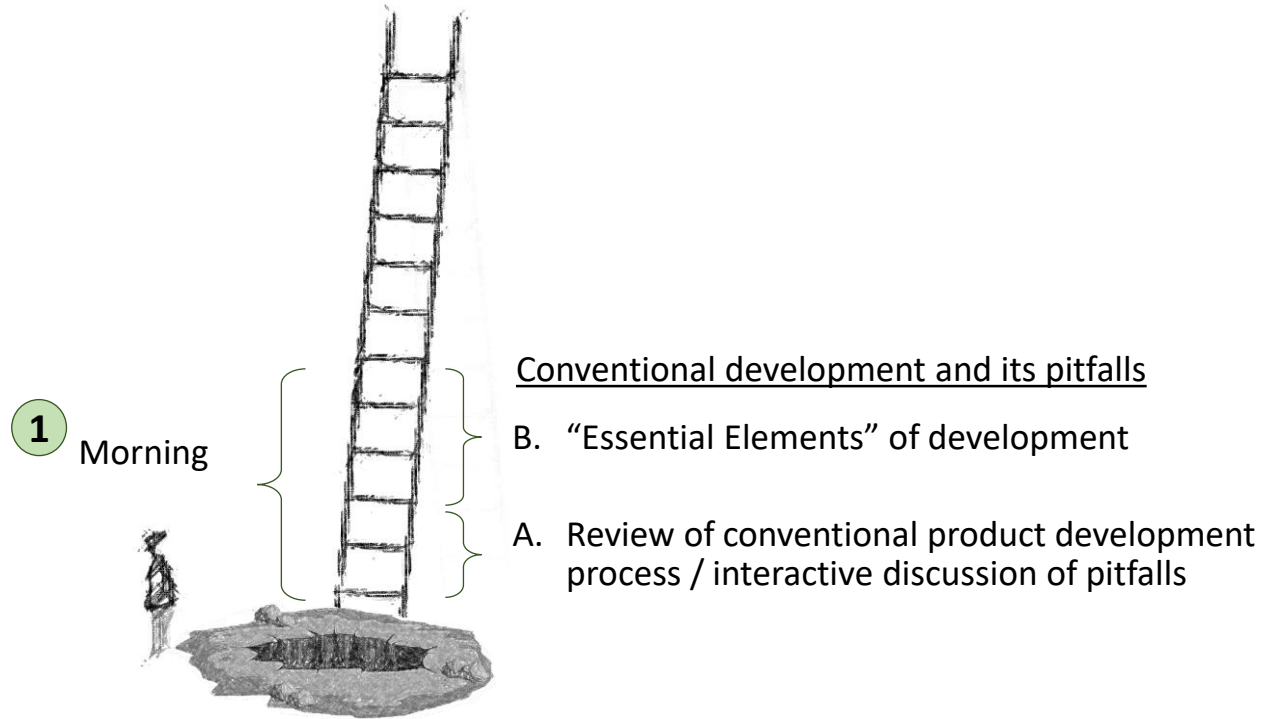 Conventional development and its pitfalls
1
Morning
B. “Essential Elements” of development
A. Review of conventional product development
process / interactive discussion of pitfalls